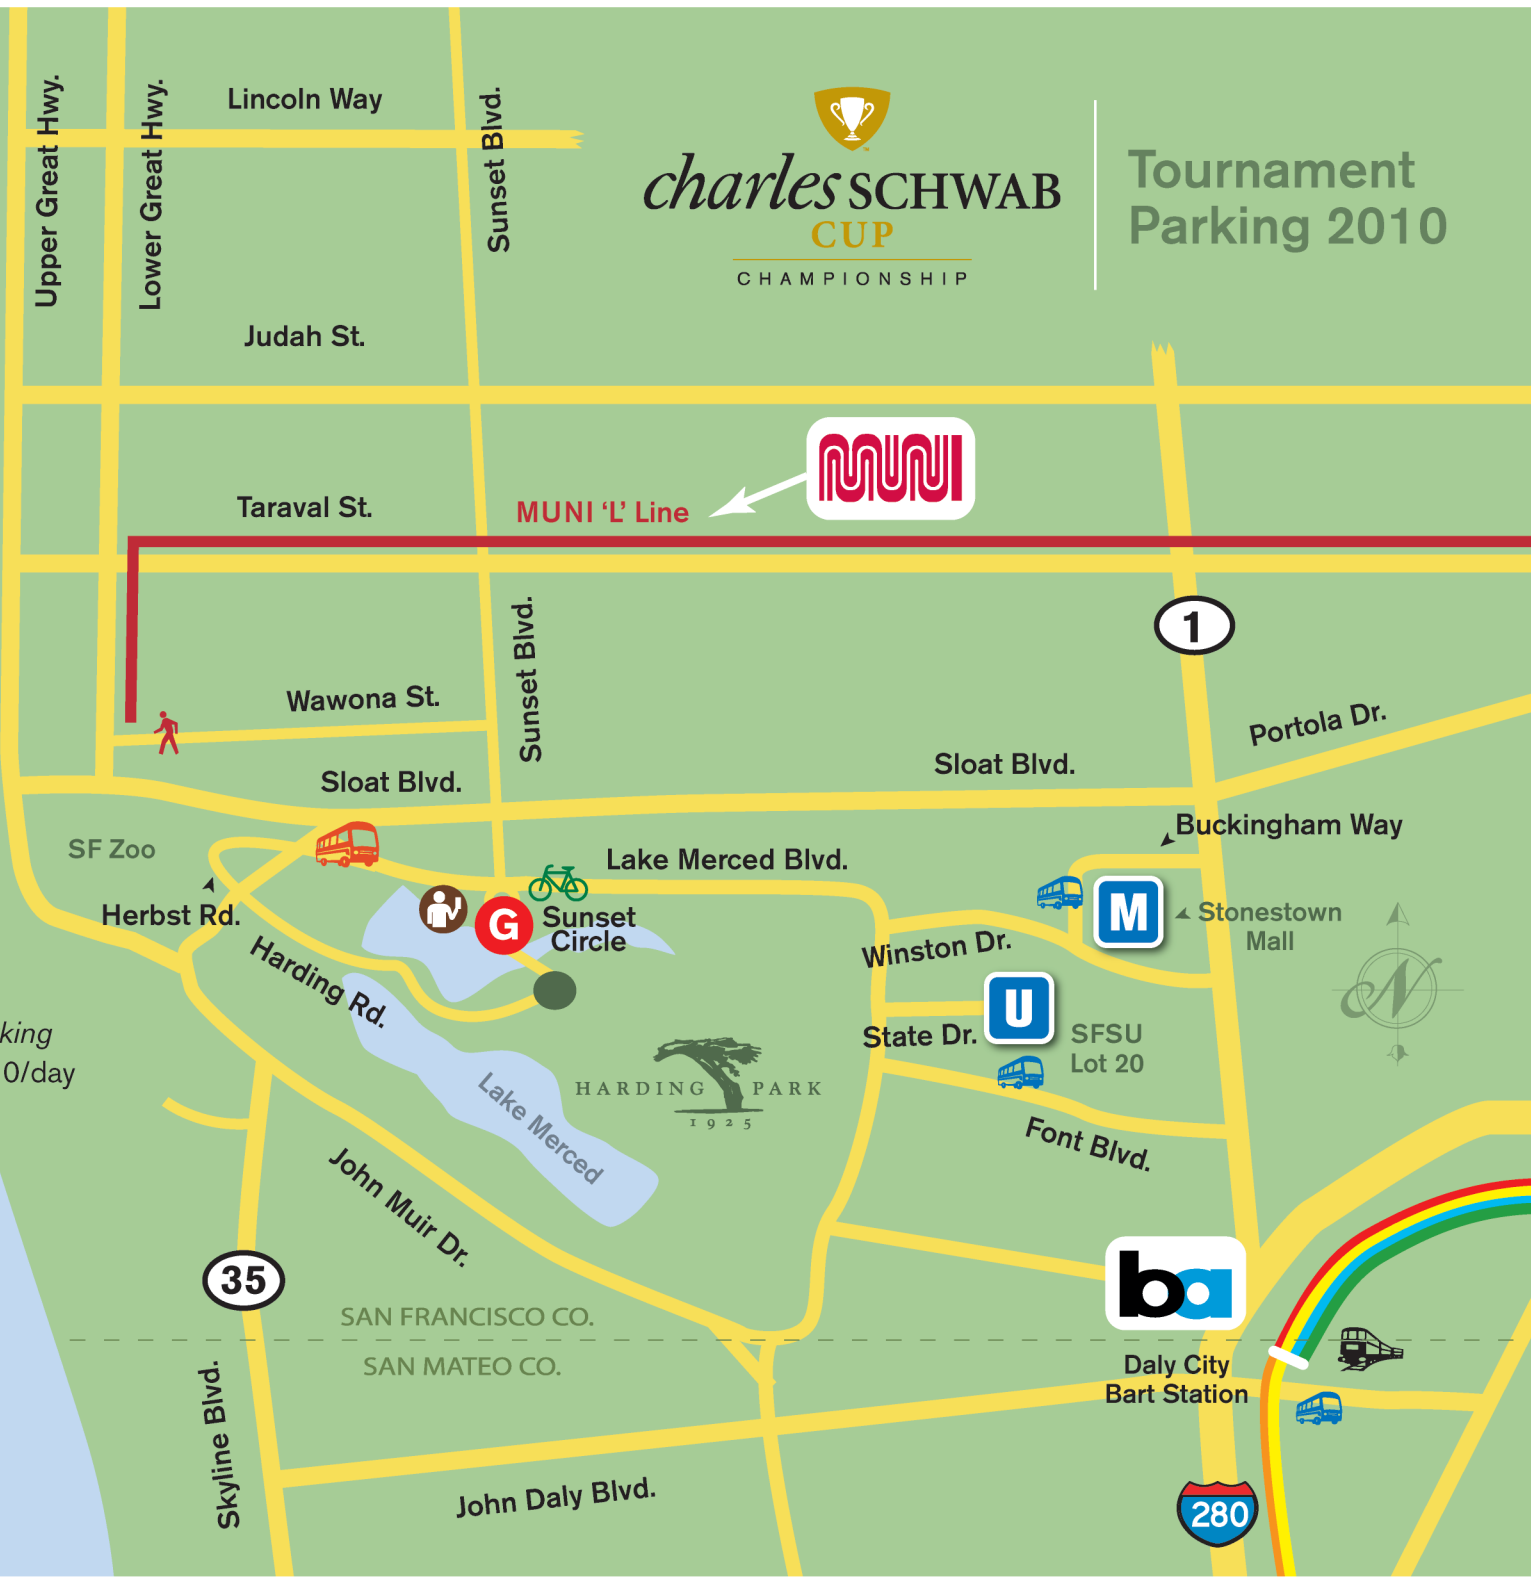 Upper Great Hwy.
Lower Great Hwy.
Lincoln Way
Sunset Blvd.
charles SCHWAB
CUP
CHAMPIONSHIP
Tournament
Parking 2010
Judah St.
MUNI
Taraval St.
MUNI ‘L’ Line
1
Sunset Blvd.
Wawona St.
Portola Dr.
Sloat Blvd.
Sloat Blvd.
Buckingham Way
SF Zoo
Lake Merced Blvd.
Herbst Rd.
G
Sunset
Circle
M
Stonestown
Mall
Winston Dr.
Harding Rd.
N
U
State Dr.
SFSU
Lot 20
king
0/day
HARDING PARK
1925
Lake Merced
Font Blvd.
John Muir Dr.
35
ba
SAN FRANCISCO CO.
SAN MATEO CO.
Daly City
Bart Station
Skyline Blvd.
John Daly Blvd.
280